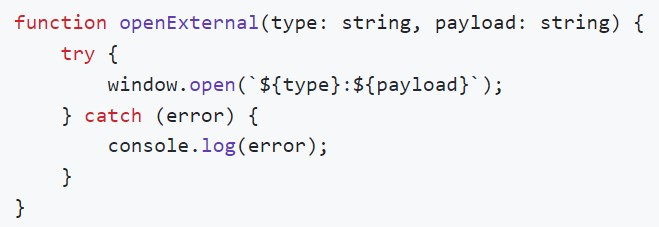 function openExternal(type: string, payload: string) {
    try {
        window.open(`${type}:${payload}`);
    } catch (error) {
        console.log(error);
    }
}